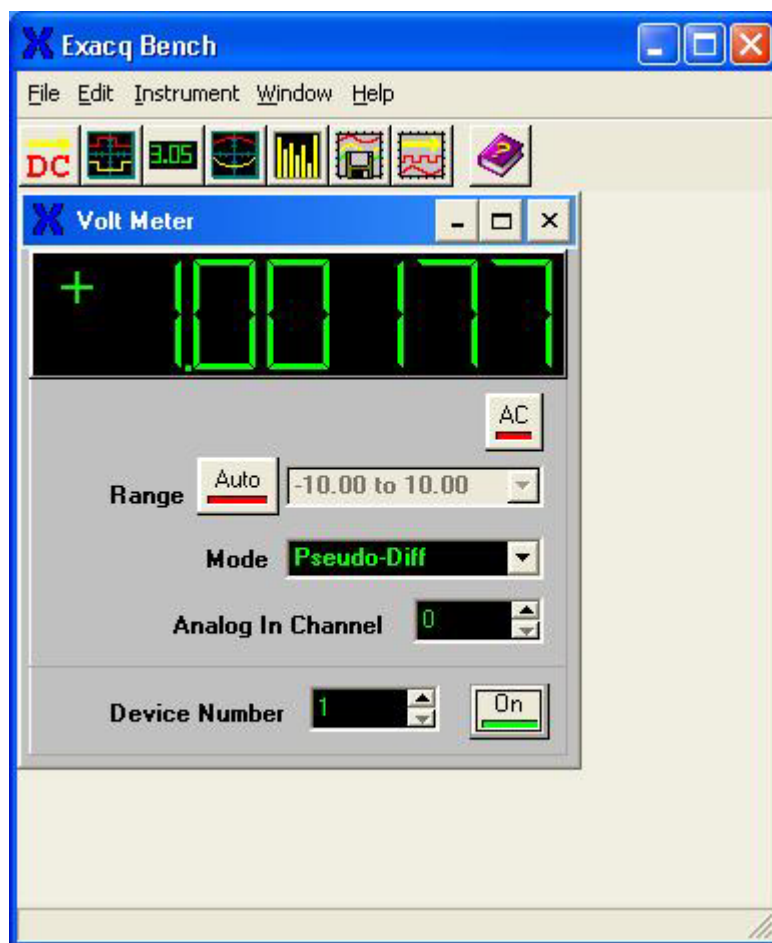 Exacq Bench
File Edit Instrument Window Help
DC 3.05 ?
Volt Meter
+1.00177
AC
Range Auto -10.00 to 10.00
Mode Pseudo-Diff
Analog In Channel 0
Device Number 1 On